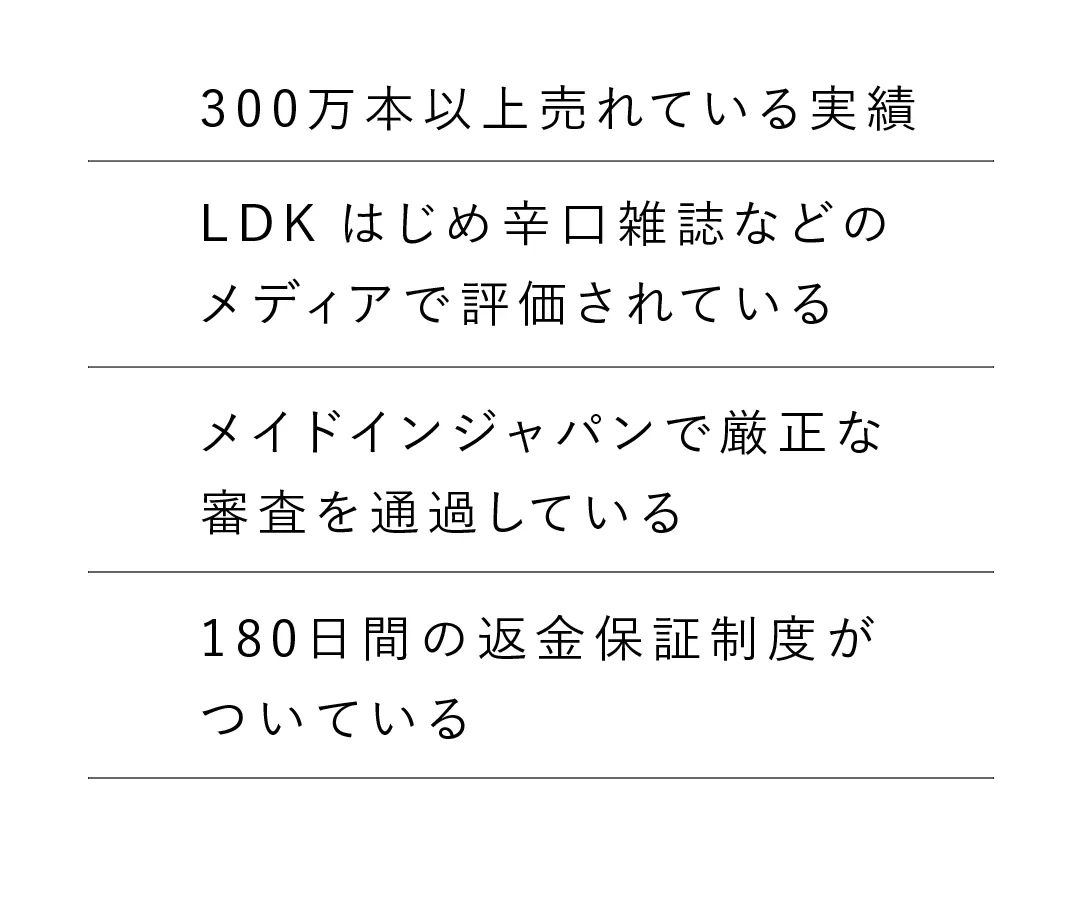 300万本以上売れている実績
LDK はじめ辛口雑誌などの
メディアで評価されている
メイドインジャパンで厳正な
審査を通過している
180日間の返金保証制度が
ついている